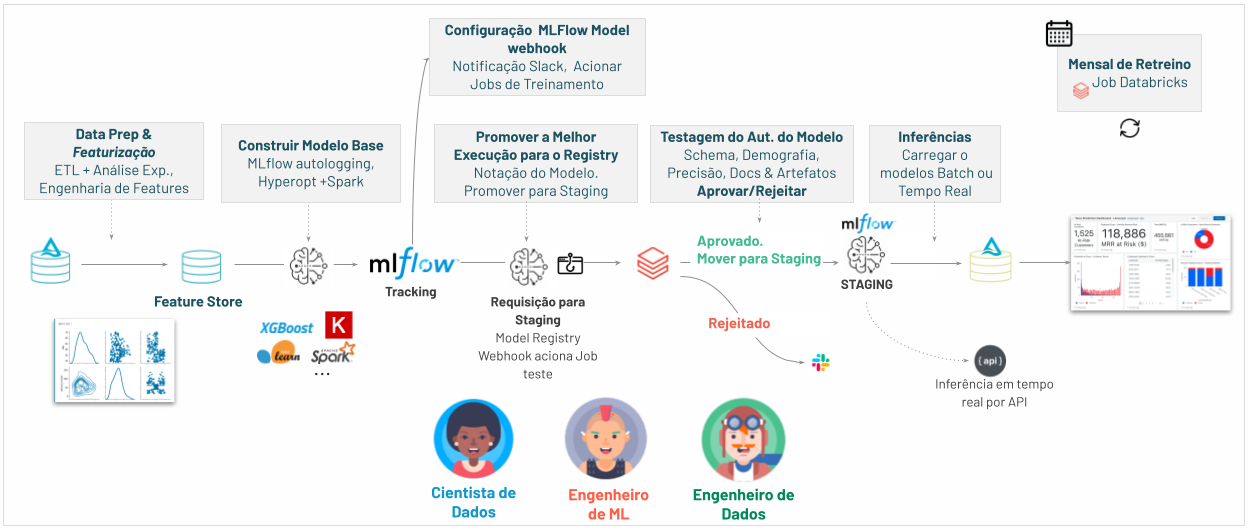 Configuração MLFlow Model
webhook
Notificação Slack, Acionar
Jobs de Treinamento
Mensal de Retreino
Job Databricks
Data Prep &
Featurização
ETL + Análise Exp.,
Engenharia de Features
Construir Modelo Base
MLflow autologging,
Hyperopt +Spark
Promover a Melhor
Execução para o Registry
Notação do Modelo.
Promover para Staging
Testagem do Aut. do Modelo
Schema, Demografia,
Precisão, Docs & Artefatos
Aprovar/Rejeitar
Inferências
Carregar o
modelos Batch ou
Tempo Real
Feature Store
mlflow
Tracking
Requisição para
Staging
Model Registry
Webhook aciona Job
teste
Aprovado.
Mover para Staging
Rejeitado
mlflow
STAGING
1,525
118,886
MRR at Risk ($)
XGBoost
K
learn
APACHE
Spark
...
{api}
Inferência em tempo
real por API
Cientista de
Dados
Engenheiro
de ML
Engenheiro de
Dados